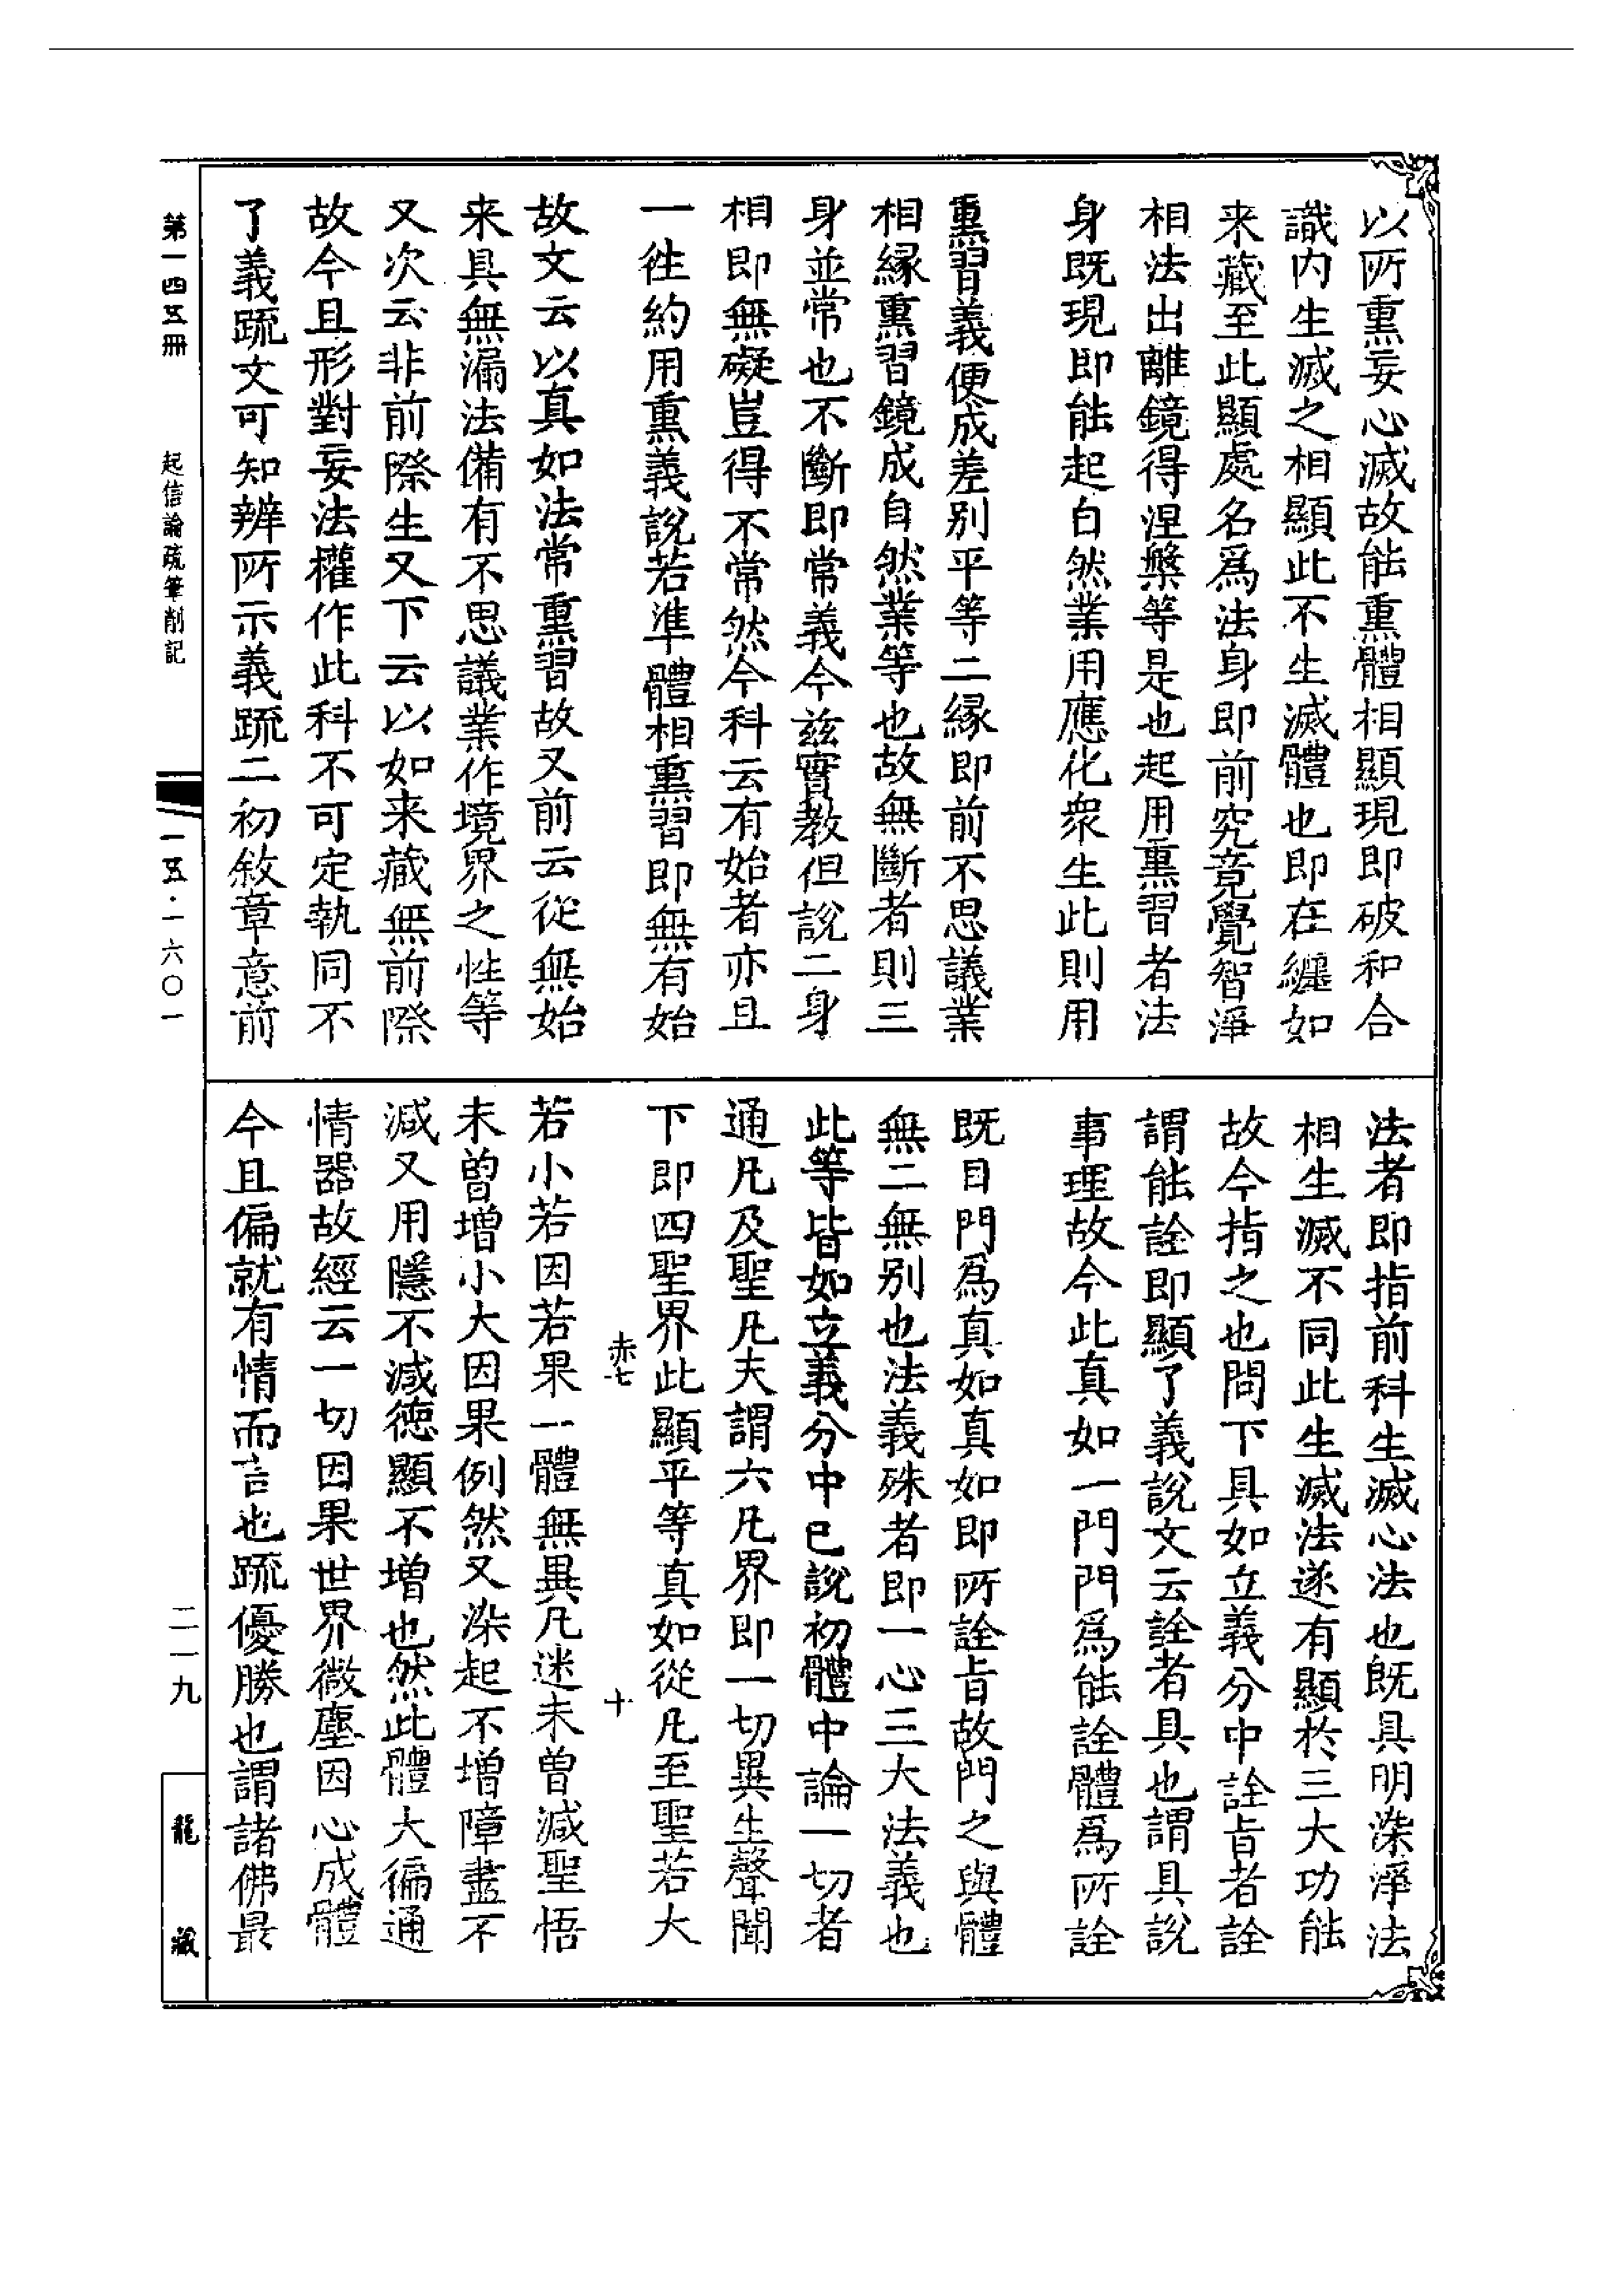 以所熏妄心滅故能熏體相顯現即破和合
識內生滅之相顯此不生滅體也即在纏如
来藏至此顯處名為法身即前究竟覺智淨
相法出離鏡得涅槃等是也起用熏習者法
身既現即能起自然業用應化衆生此則用
熏習義便成差别平等二縁即前不思議業
相縁熏習鏡成自然業等也故無斷者則三
身並常也不斷即常義今兹實教但說二身
相即無礙豈得不常然今科云有始者亦且
一往約用熏義說若準體相熏習即無有始
故文云以真如法常熏習故又前云從無始
来具無漏法備有不思議業作境界之性等
又次云非前際生又下云以如来藏無前際
故今且形對妄法權作此科不可定執同不
了義䟽文可知辨所示義䟽二初敘章意前
法者即指前科生滅心法也既具明染淨法
相生滅不同此生滅法遂有顯於三大功能
故今指之也問下具如立義分中詮旨者詮
謂能詮即顯了義說文云詮者具也謂具說
事理故今此真如一門門為能詮體為所詮
既目門為真如真如即所詮旨故門之與體
無二無别也法義殊者即一心三大法義也
此等皆如立義分中已說初體中論一切者
通凡及聖凡夫謂六凡界即一切異生聲聞
下即四聖界此顯平等真如從凡至聖若大
赤七 十
若小若因若果一體無異凡迷未曽減聖悟
未曽增小大因果例然又染起不增障盡不
減又用隱不減徳顯不增也然此體大徧通
情器故經云一切因果世界微塵因心成體
今且偏就有情而言也䟽優勝也謂諸佛最
第一四五冊
起信論疏筆削記
一五·一六〇一
二一九
龍藏